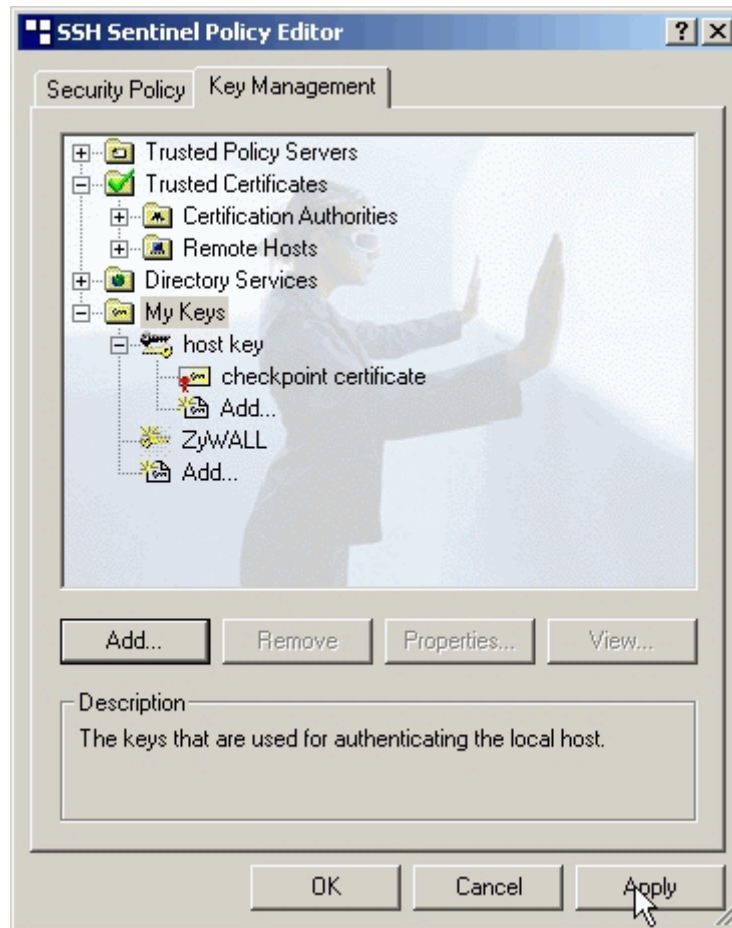 SSH Sentinel Policy Editor
Security Policy
Key Management
Trusted Policy Servers
Trusted Certificates
Certification Authorities
Remote Hosts
Directory Services
My Keys
host key
checkpoint certificate
Add...
ZyWALL
Add...
Add... Remove Properties... View...
Description
The keys that are used for authenticating the local host.
OK Cancel Apply